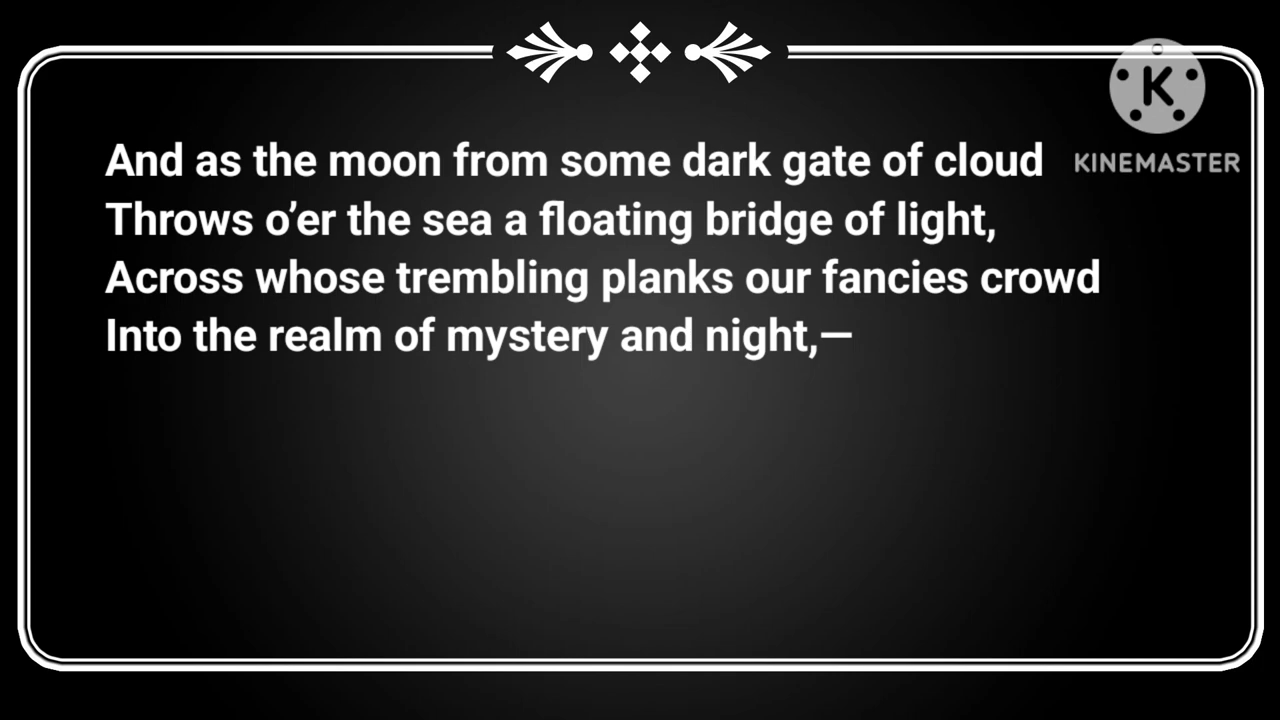 And as the moon from some dark gate of cloud
Throws o’er the sea a floating bridge of light,
Across whose trembling planks our fancies crowd
Into the realm of mystery and night,—
K
KINEMASTER